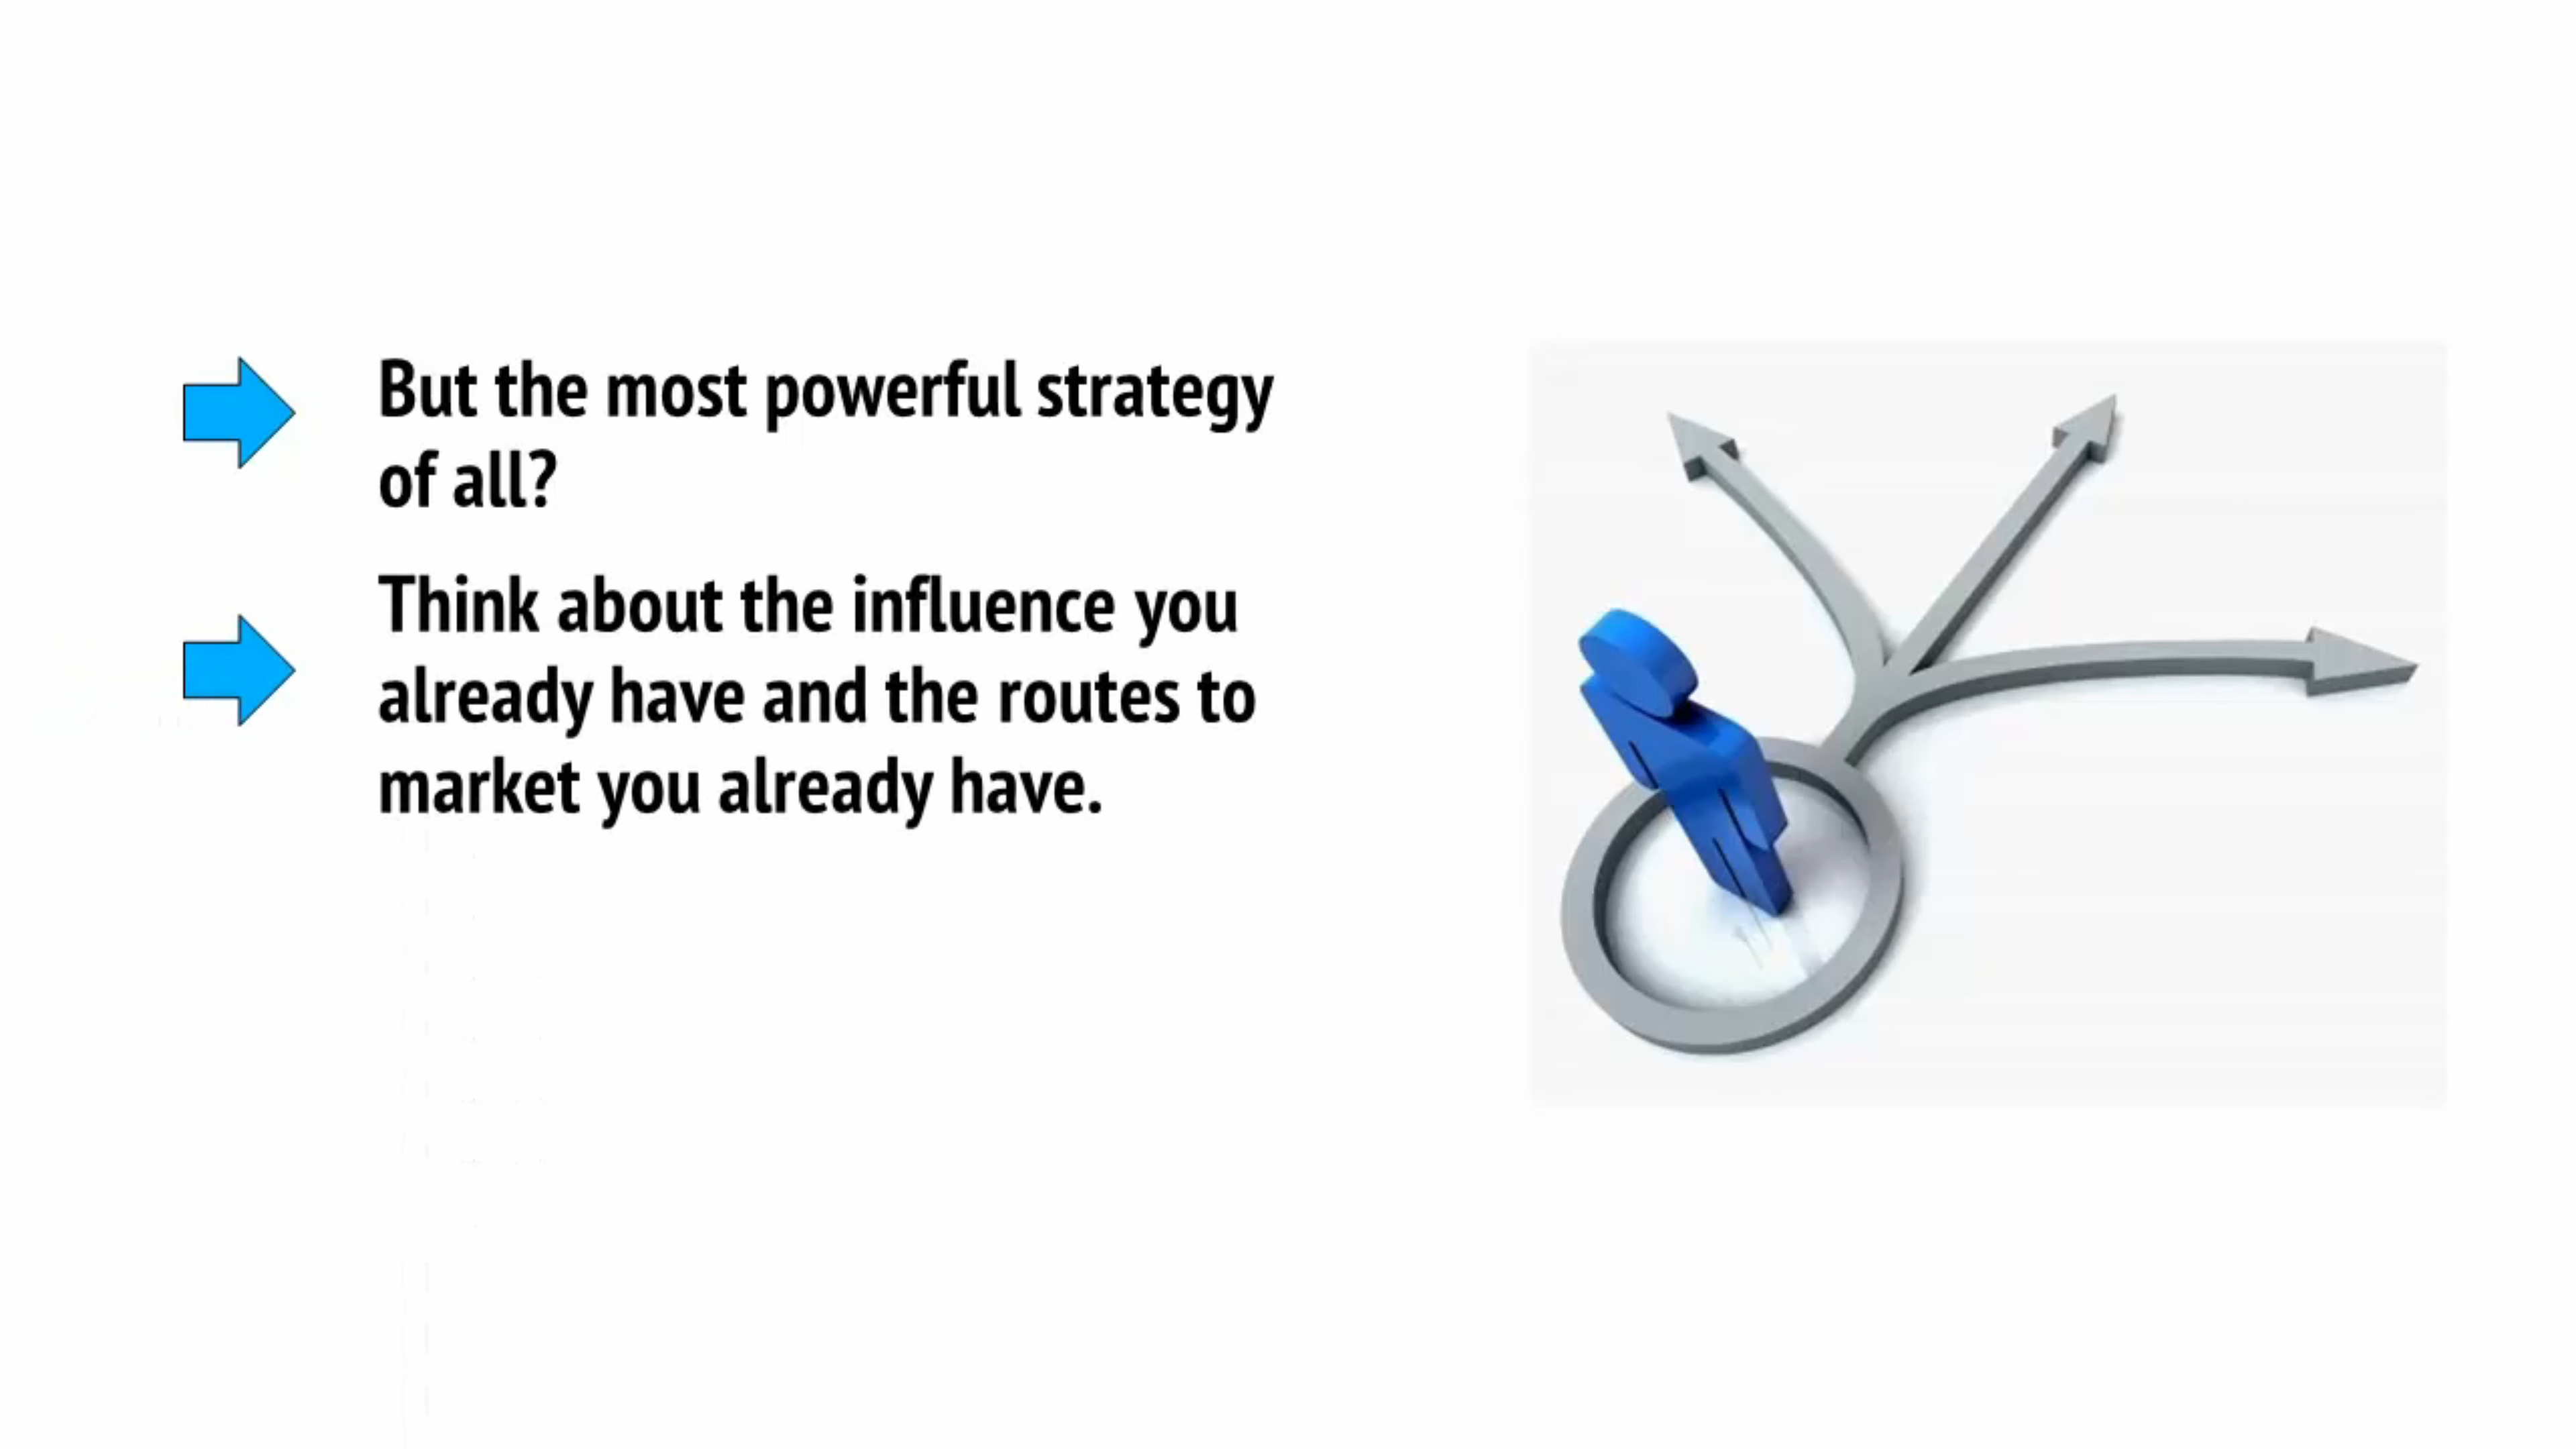 But the most powerful strategy
of all?
Think about the influence you
already have and the routes to
market you already have.